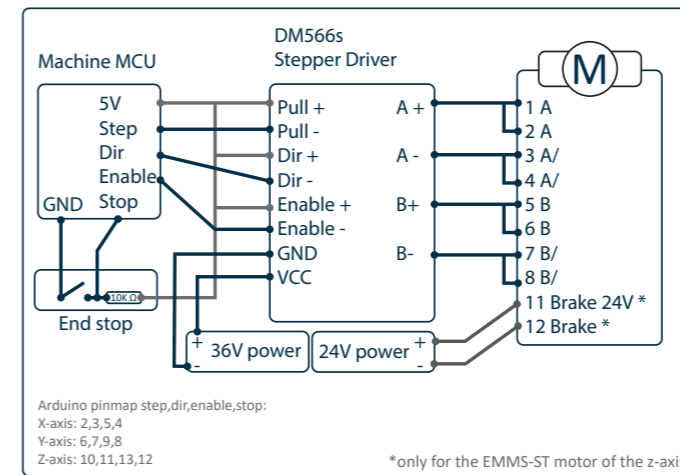 DM566s
Machine MCU
Stepper Driver
M
5V
Step
Dir
Enable
GND Stop
Pull +
Pull -
Dir +
Dir -
Enable +
Enable -
GND
VCC
A +
A -
B+
B-
1 A
2 A
3 A/
4 A/
5 B
6 B
7 B/
8 B/
11 Brake 24V *
12 Brake *
10K Ω
End stop
+ 36V power
-
24V power +
-
Arduino pinmap step,dir,enable,stop:
X-axis: 2,3,5,4
Y-axis: 6,7,9,8
Z-axis: 10,11,13,12
*only for the EMMS-ST motor of the z-axis